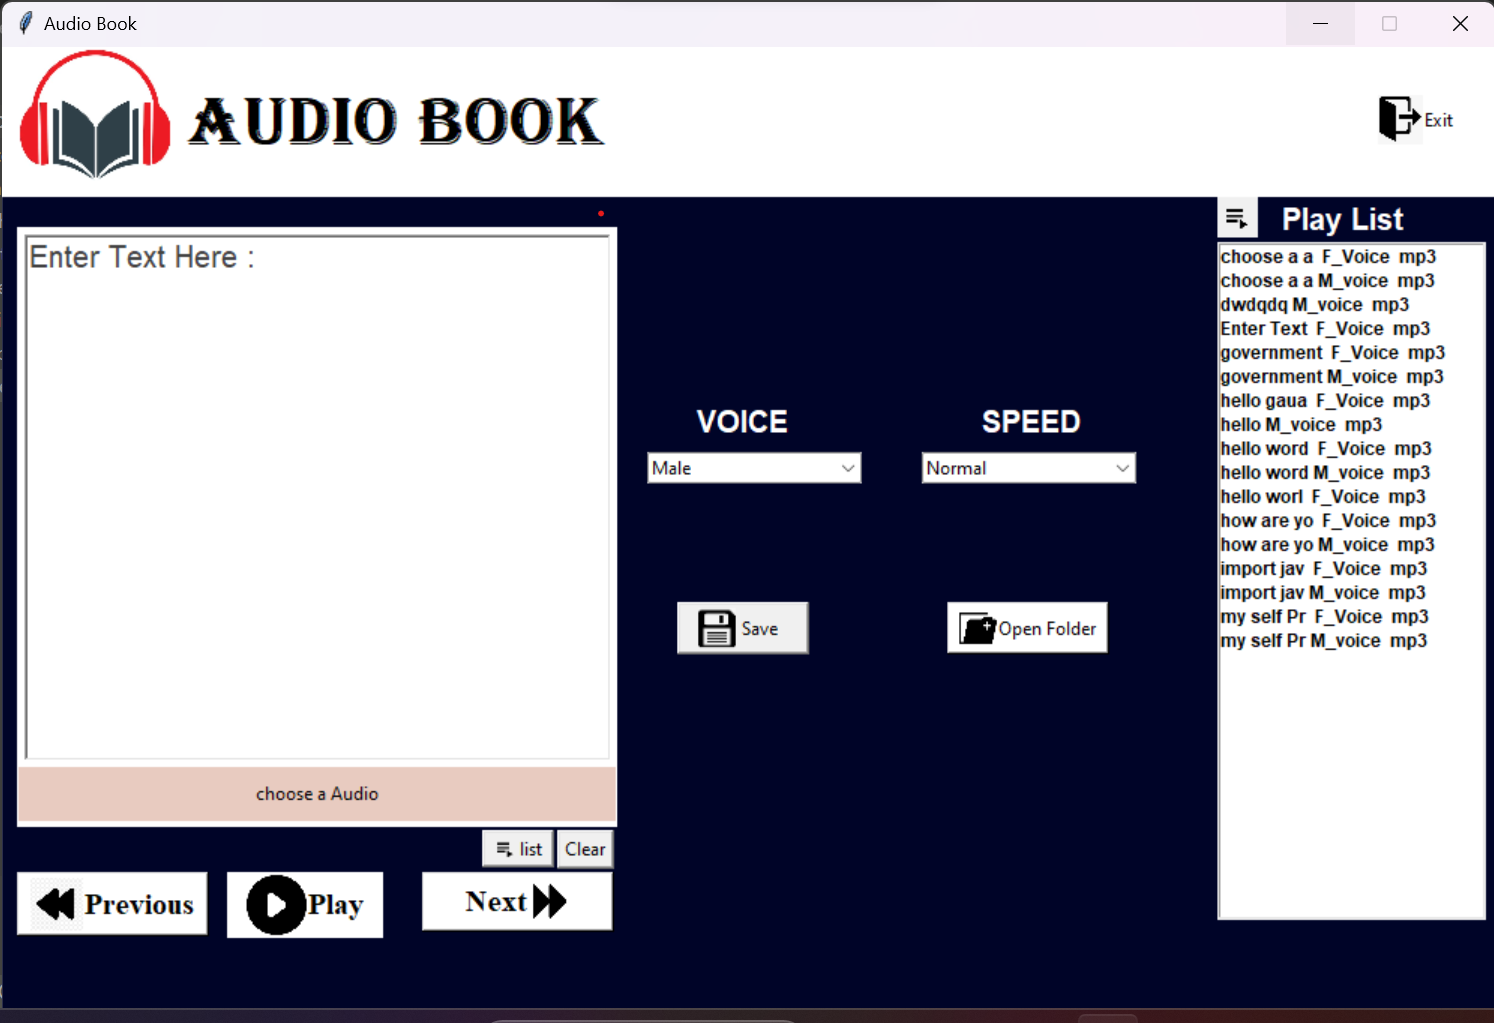 Audio Book
AUDIO BOOK
Exit
Enter Text Here :
choose a Audio
list
Clear
Previous
Play
Next
VOICE
SPEED
Male
Normal
Save
Open Folder
Play List
choose a a  F_Voice  mp3
choose a a M_voice  mp3
dwdqdq M_voice  mp3
Enter Text  F_Voice  mp3
government  F_Voice  mp3
government M_voice  mp3
hello gaua  F_Voice  mp3
hello M_voice  mp3
hello word  F_Voice  mp3
hello word M_voice  mp3
hello worl  F_Voice  mp3
how are yo  F_Voice  mp3
how are yo M_voice  mp3
import jav  F_Voice  mp3
import jav M_voice  mp3
my self Pr  F_Voice  mp3
my self Pr M_voice  mp3